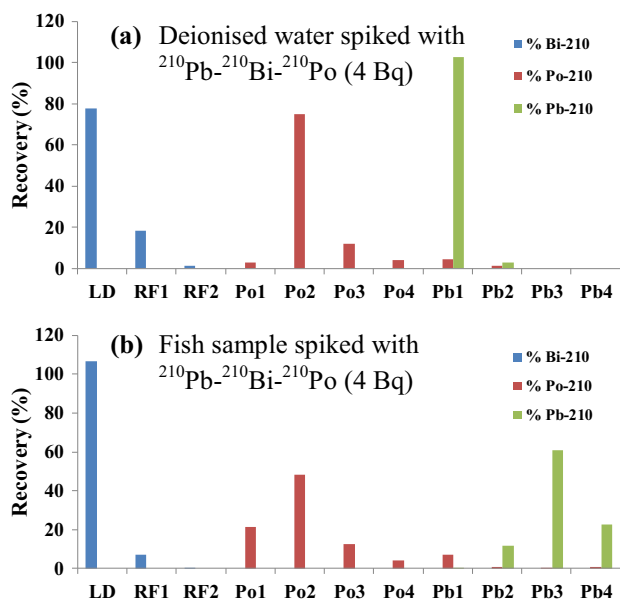 120
(a) Deionised water spiked with
²¹⁰Pb-²¹⁰Bi-²¹⁰Po (4 Bq)
% Bi-210
% Po-210
% Pb-210
100
80
60
40
20
0
Recovery (%)
LD RF1 RF2 Po1 Po2 Po3 Po4 Pb1 Pb2 Pb3 Pb4
120
(b) Fish sample spiked with
²¹⁰Pb-²¹⁰Bi-²¹⁰Po (4 Bq)
% Bi-210
% Po-210
% Pb-210
100
80
60
40
20
0
Recovery (%)
LD RF1 RF2 Po1 Po2 Po3 Po4 Pb1 Pb2 Pb3 Pb4